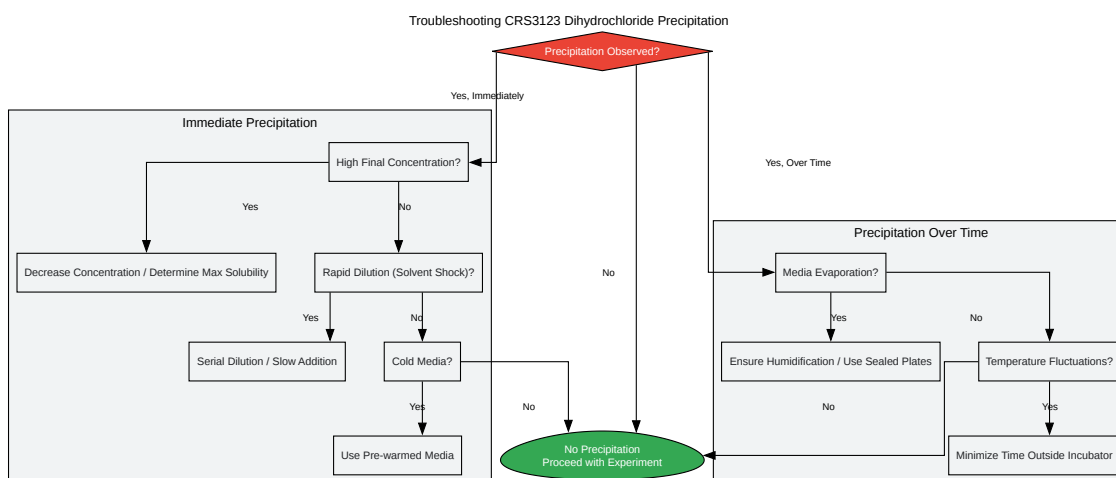 Troubleshooting CRS3123 Dihydrochloride Precipitation
Precipitation Observed?
Yes, Immediately
Immediate Precipitation
High Final Concentration?
Yes, Over Time
Yes
No
Precipitation Over Time
Decrease Concentration / Determine Max Solubility
Rapid Dilution (Solvent Shock)?
No
Media Evaporation?
Yes
No
Yes
No
Serial Dilution / Slow Addition
Cold Media?
Ensure Humidification / Use Sealed Plates
Temperature Fluctuations?
Yes
No
No
Yes
Use Pre-warmed Media
No Precipitation
Proceed with Experiment
Minimize Time Outside Incubator